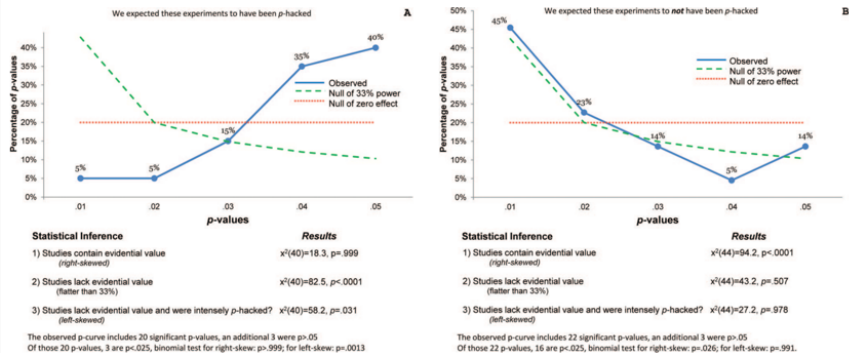 We expected these experiments to have been p-hacked
A
Percentage of p-values
40%
35%
30%
25%
20%
15%
10%
5%
0%
5%
5%
15%
35%
40%
Observed
Null of 33% power
Null of zero effect
.01 .02 .03 .04 .05
p-values
Statistical Inference Results
1) Studies contain evidential value x²(40)=18.3, p=.999
(right-skewed)
2) Studies lack evidential value x²(40)=82.5, p<.0001
(flatter than 33%)
3) Studies lack evidential value and were intensely p-hacked? x²(40)=58.2, p=.031
(left-skewed)
The observed p-curve includes 20 significant p-values, an additional 3 were p>.05
Of those 20 p-values, 3 are p<.025, binomial test for right-skew: p>.999; for left-skew: p=.0013
We expected these experiments to not have been p-hacked
B
Percentage of p-values
50%
45%
40%
35%
30%
25%
20%
15%
10%
5%
0%
45%
23%
14%
5%
14%
Observed
Null of 33% power
Null of zero effect
.01 .02 .03 .04 .05
p-values
Statistical Inference Results
1) Studies contain evidential value x²(44)=94.2, p<.0001
(right-skewed)
2) Studies lack evidential value x²(44)=43.2, p=.507
(flatter than 33%)
3) Studies lack evidential value and were intensely p-hacked? x²(44)=27.2, p=.978
(left-skewed)
The observed p-curve includes 22 significant p-values, an additional 3 were p>.05
Of those 22 p-values, 16 are p<.025, binomial test for right-skew: p=.026; for left-skew: p=.991.